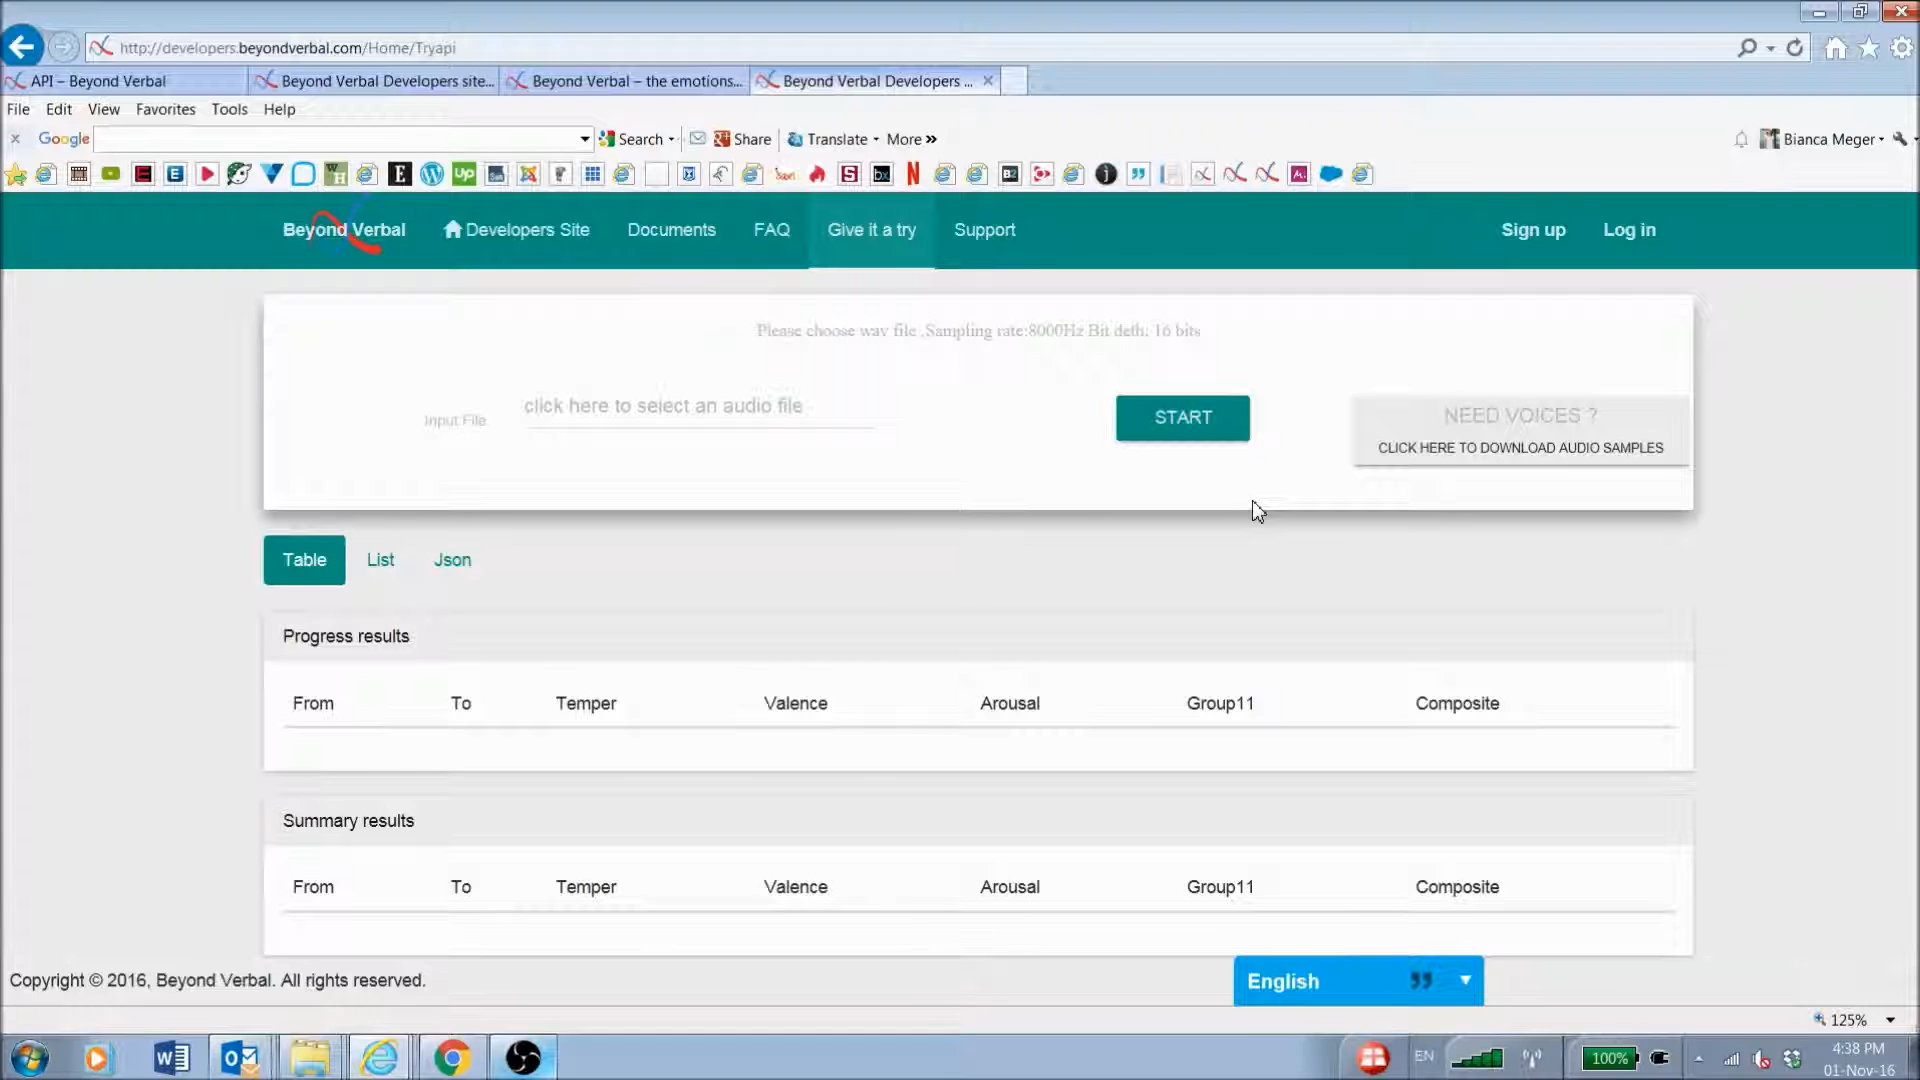 http://developers.beyondverbal.com/Home/Tryapi
API – Beyond Verbal
Beyond Verbal Developers site...
Beyond Verbal – the emotions...
Beyond Verbal Developers ...
File Edit View Favorites Tools Help
Google Search Share Translate More »
Bianca Meger
Beyond Verbal Developers Site Documents FAQ Give it a try Support Sign up Log in
Please choose wav file ,Sampling rate:8000Hz Bit deth: 16 bits
Input File click here to select an audio file
START
NEED VOICES ?
CLICK HERE TO DOWNLOAD AUDIO SAMPLES
Table List Json
Progress results
From To Temper Valence Arousal Group11 Composite
Summary results
From To Temper Valence Arousal Group11 Composite
Copyright © 2016, Beyond Verbal. All rights reserved.
English
125%
EN
100%
4:38 PM
01-Nov-16